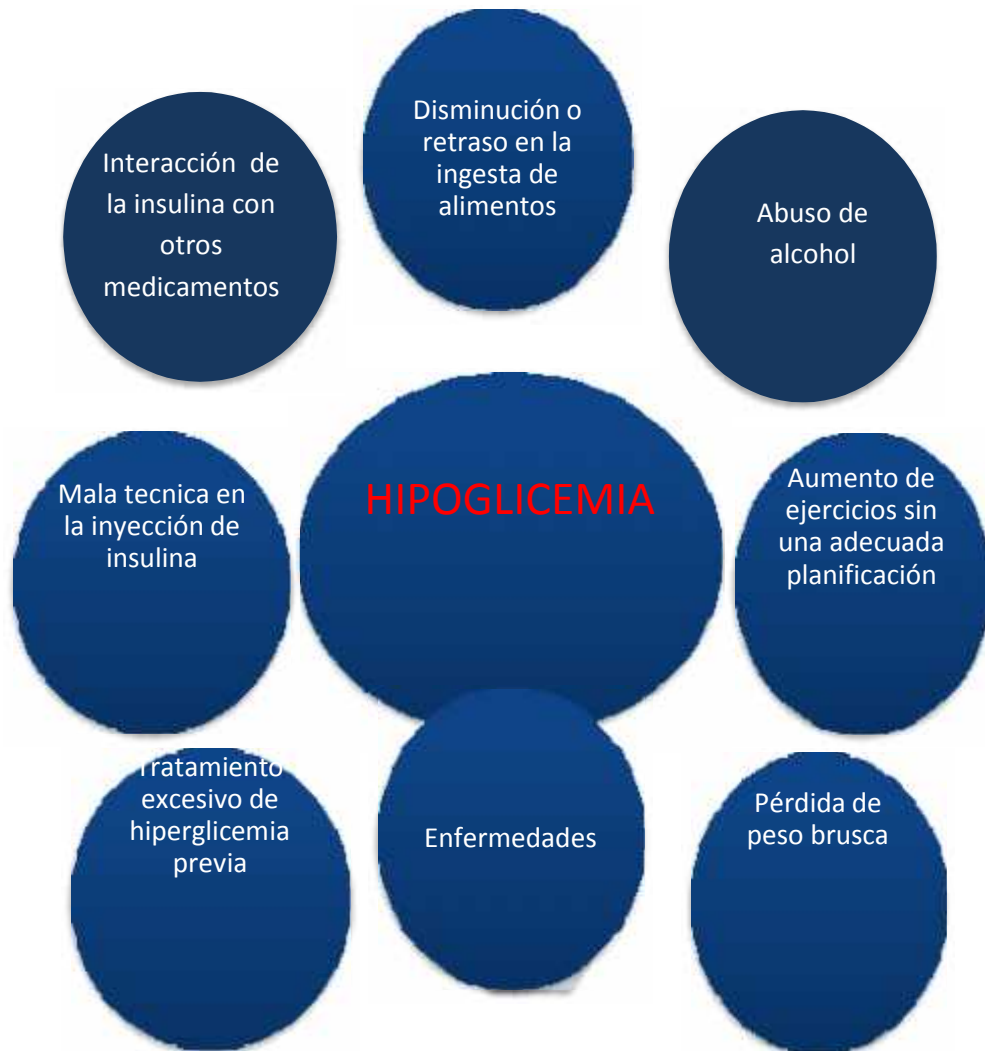 Disminución o
retraso en la
ingesta de
alimentos
Interacción de
la insulina con
otros
medicamentos
Abuso de
alcohol
HIPOGLICEMIA
Mala tecnica en
la inyección de
insulina
Aumento de
ejercicios sin
una adecuada
planificación
Tratamiento
excesivo de
hiperglicemia
previa
Enfermedades
Pérdida de
peso brusca